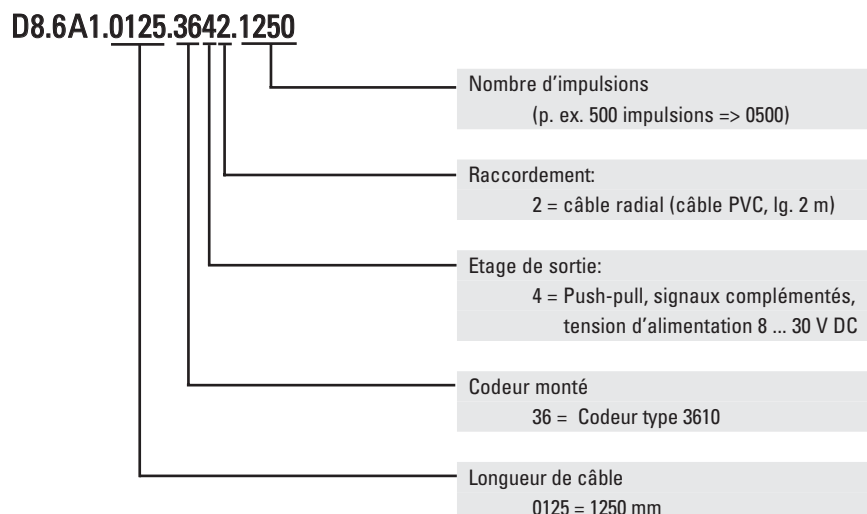 D8.6A1.0125.3642.1250
Nombre d'impulsions
(p. ex. 500 impulsions => 0500)
Raccordement:
2 = câble radial (câble PVC, lg. 2 m)
Etage de sortie:
4 = Push-pull, signaux complémentés,
tension d'alimentation 8 ... 30 V DC
Codeur monté
36 = Codeur type 3610
Longueur de câble
0125 = 1250 mm